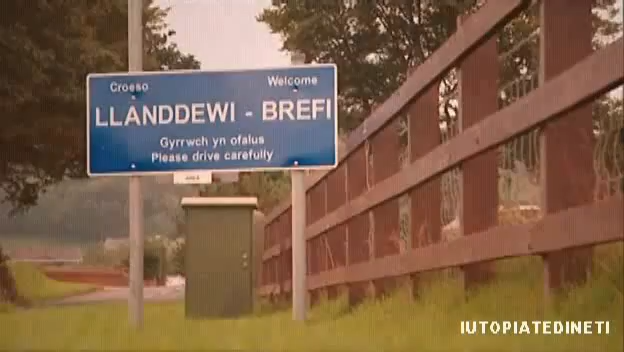 Croeso Welcome
LLANDDEWI - BREFI
Gyrrwch yn ofalus
Please drive carefully
IUTOPIATEDINETI